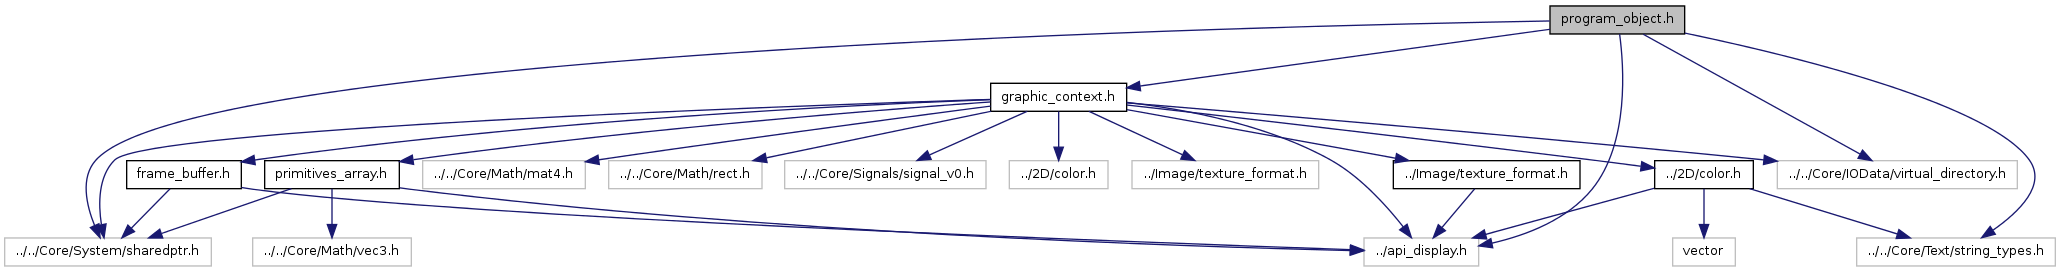 program_object.h
graphic_context.h
frame_buffer.h
primitives_array.h
../../Core/Math/mat4.h
../../Core/Math/rect.h
../../Core/Signals/signal_v0.h
../2D/color.h
../Image/texture_format.h
../Image/texture_format.h
../2D/color.h
../../Core/IOData/virtual_directory.h
../../Core/System/sharedptr.h
../../Core/Math/vec3.h
../api_display.h
vector
../../Core/Text/string_types.h